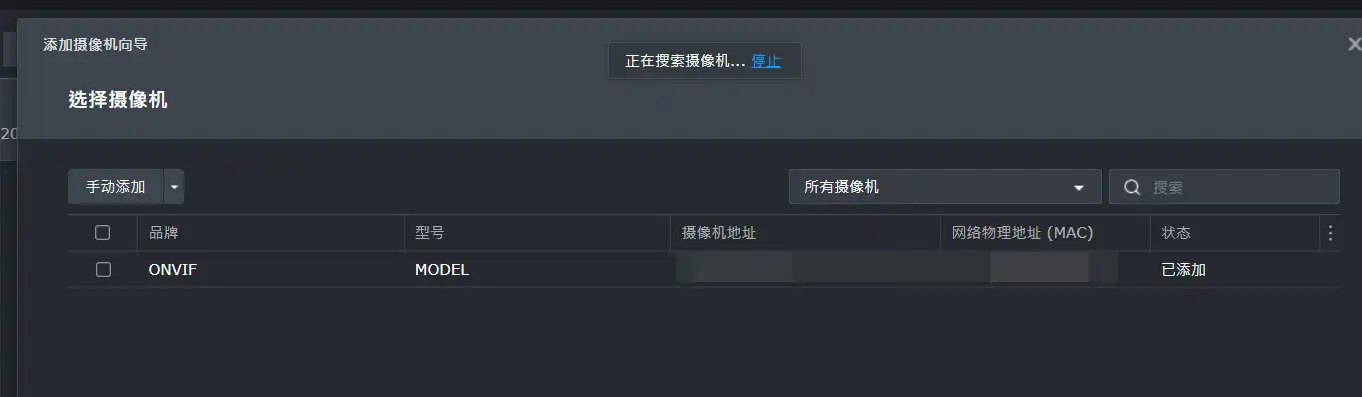 添加摄像机向导
正在搜索摄像机... 停止
选择摄像机
20
手动添加 所有摄像机 搜索
品牌 型号 摄像机地址 网络物理地址 (MAC) 状态
ONVIF MODEL 已添加